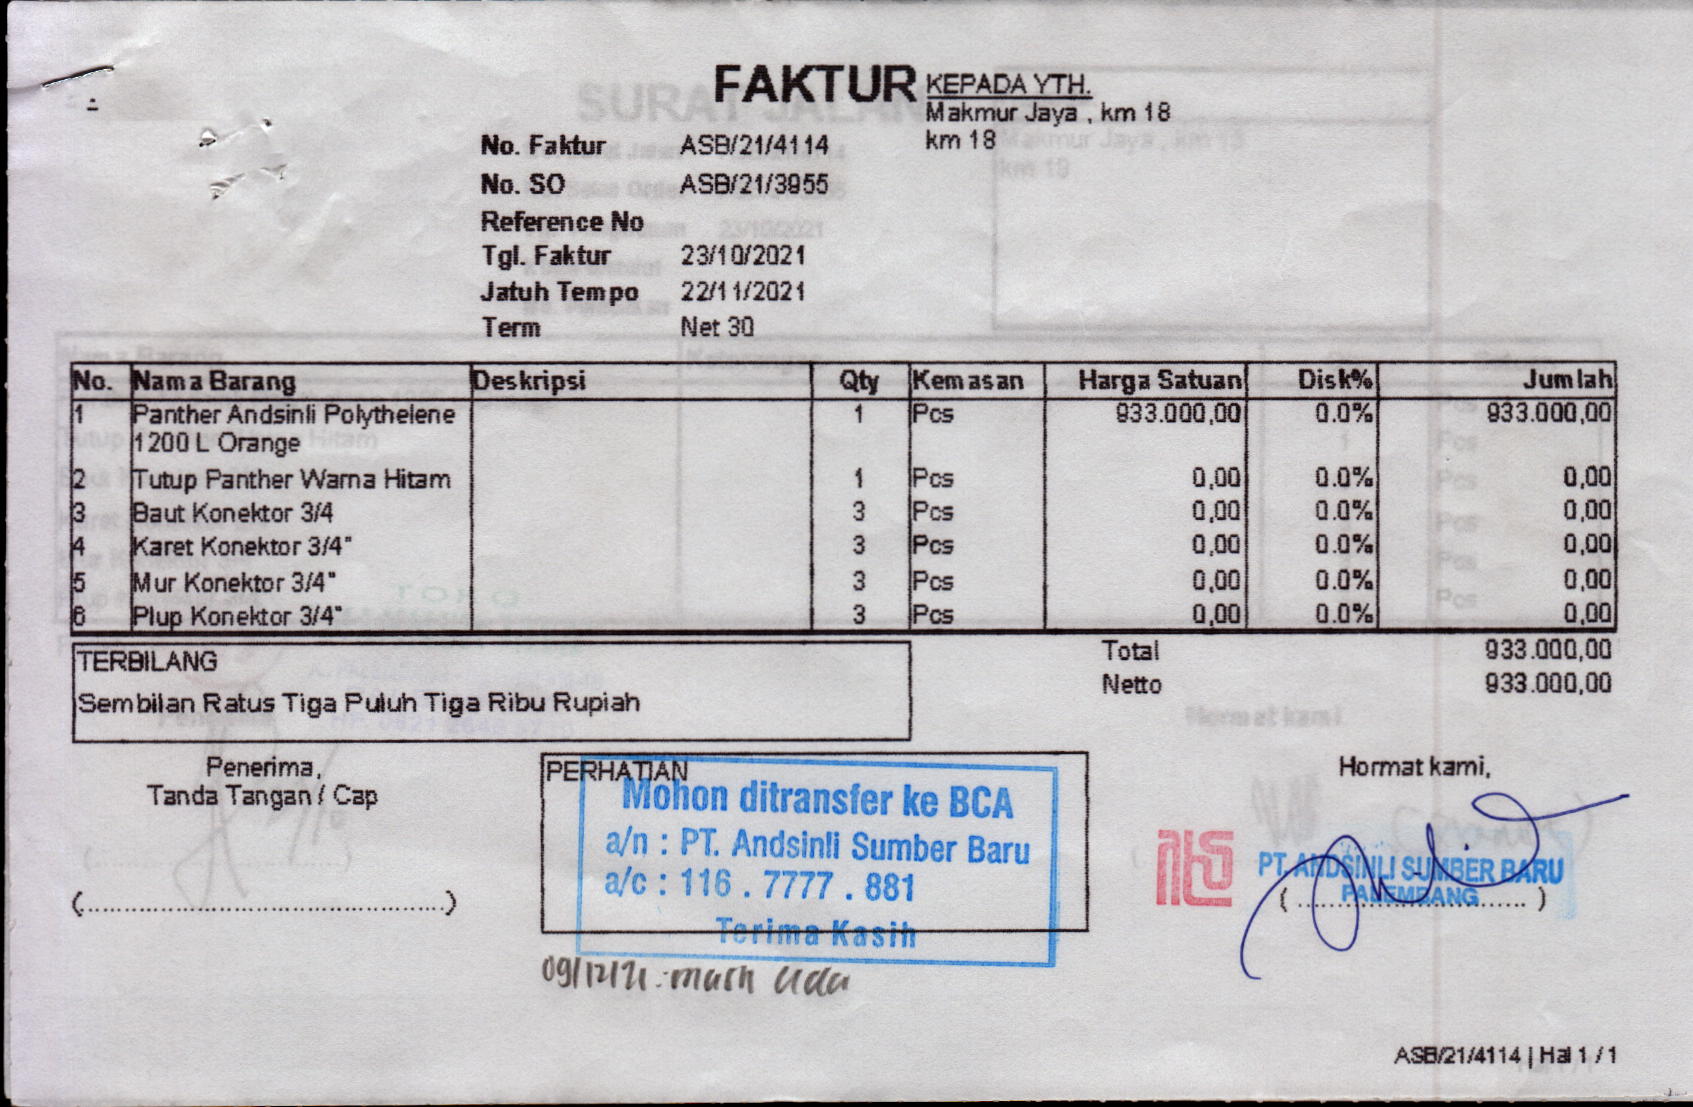 FAKTUR
KEPADA YTH.
Makmur Jaya , km 18
km 18
No. Faktur ASB/21/4114
No. SO ASB/21/3955
Reference No
Tgl. Faktur 23/10/2021
Jatuh Tempo 22/11/2021
Term Net 30
No. Nama Barang Deskripsi Qty Kemasan Harga Satuan Disk% Jumlah
1 Panther Andsinli Polythelene 1 Pcs 933.000,00 0.0% 933.000,00
1200 L Orange
2 Tutup Panther Warna Hitam 1 Pcs 0,00 0.0% 0,00
3 Baut Konektor 3/4 3 Pcs 0,00 0.0% 0,00
4 Karet Konektor 3/4" 3 Pcs 0,00 0.0% 0,00
5 Mur Konektor 3/4" 3 Pcs 0,00 0.0% 0,00
6 Plup Konektor 3/4" 3 Pcs 0,00 0.0% 0,00
Total 933.000,00
Netto 933.000,00
TERBILANG
Sembilan Ratus Tiga Puluh Tiga Ribu Rupiah
Penerima,
Tanda Tangan / Cap
(..................................................)
PERHATIAN
Mohon ditransfer ke BCA
a/n : PT. Andsinli Sumber Baru
a/c : 116 . 7777 . 881
Terima Kasih
09/12/21
Hormat kami,
PT. ANDSINLI SUMBER BARU
PALEMBANG
( ................................ )
ASB/21/4114 | Hal 1 / 1